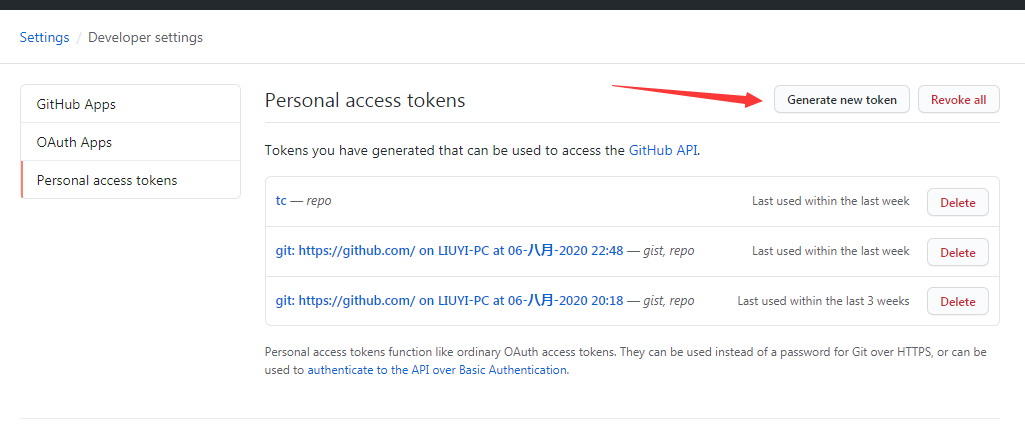 Settings / Developer settings
GitHub Apps
OAuth Apps
Personal access tokens
Personal access tokens
Generate new token
Revoke all
Tokens you have generated that can be used to access the GitHub API.
tc — repo
Last used within the last week
Delete
git: https://github.com/ on LIUYI-PC at 06-八月-2020 22:48 — gist, repo
Last used within the last week
Delete
git: https://github.com/ on LIUYI-PC at 06-八月-2020 20:18 — gist, repo
Last used within the last 3 weeks
Delete
Personal access tokens function like ordinary OAuth access tokens. They can be used instead of a password for Git over HTTPS, or can be
used to authenticate to the API over Basic Authentication.